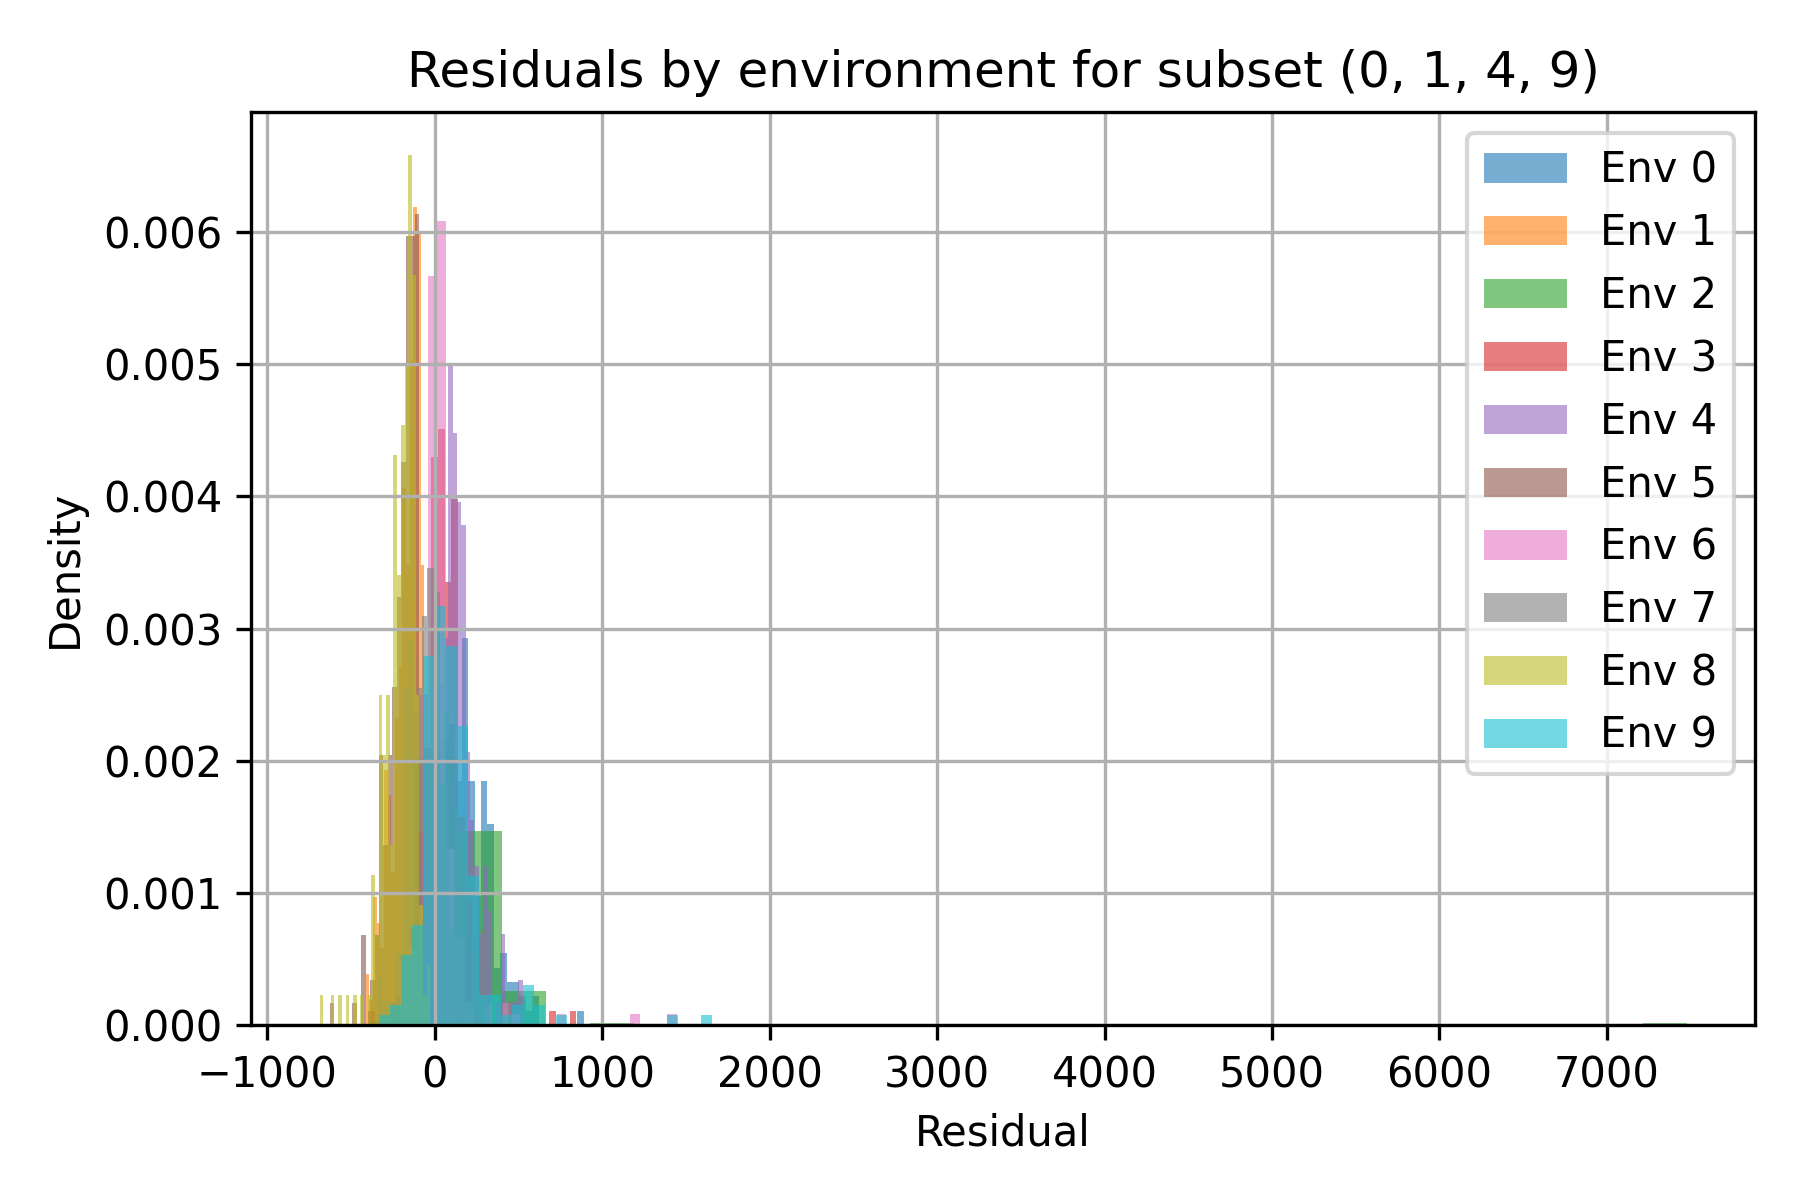 Residuals by environment for subset (0, 1, 4, 9)
Density
0.006
0.005
0.004
0.003
0.002
0.001
0.000
Env 0
Env 1
Env 2
Env 3
Env 4
Env 5
Env 6
Env 7
Env 8
Env 9
−1000 0 1000 2000 3000 4000 5000 6000 7000
Residual